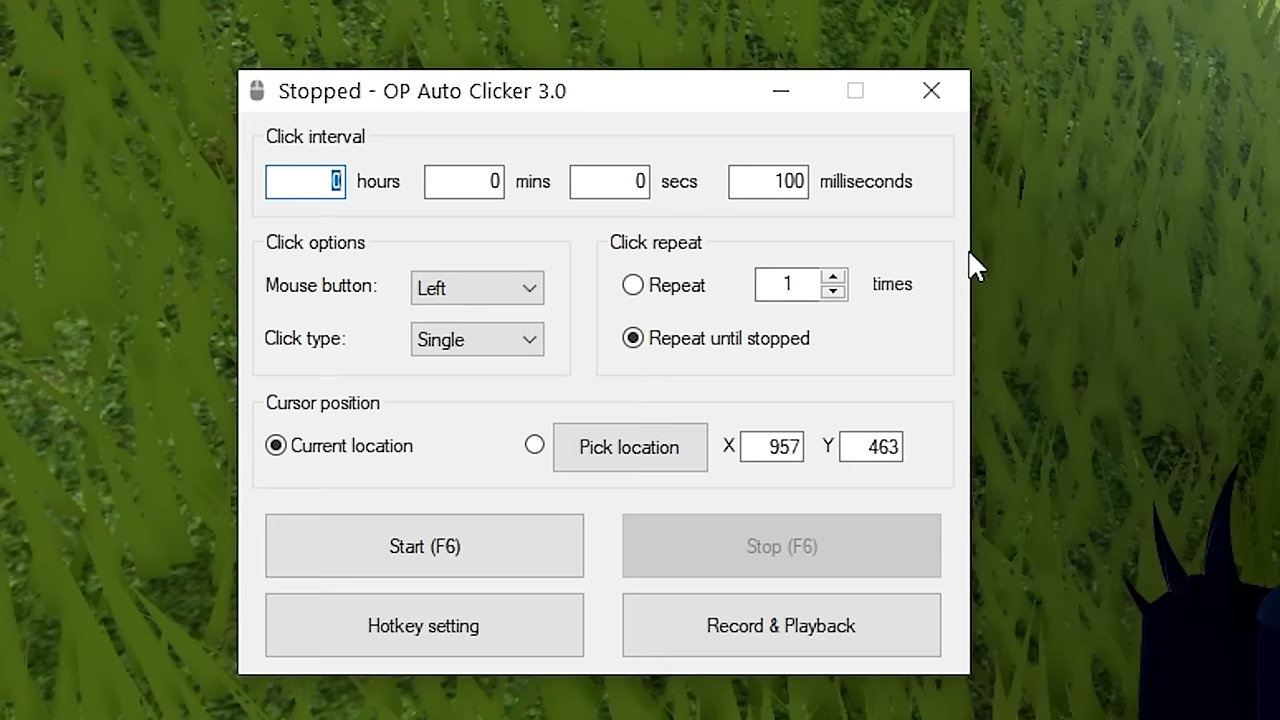 Stopped - OP Auto Clicker 3.0
Click interval
0 hours 0 mins 0 secs 100 milliseconds
Click options
Mouse button: Left
Click type: Single
Click repeat
Repeat 1 times
Repeat until stopped
Cursor position
Current location Pick location X 957 Y 463
Start (F6) Stop (F6)
Hotkey setting Record & Playback